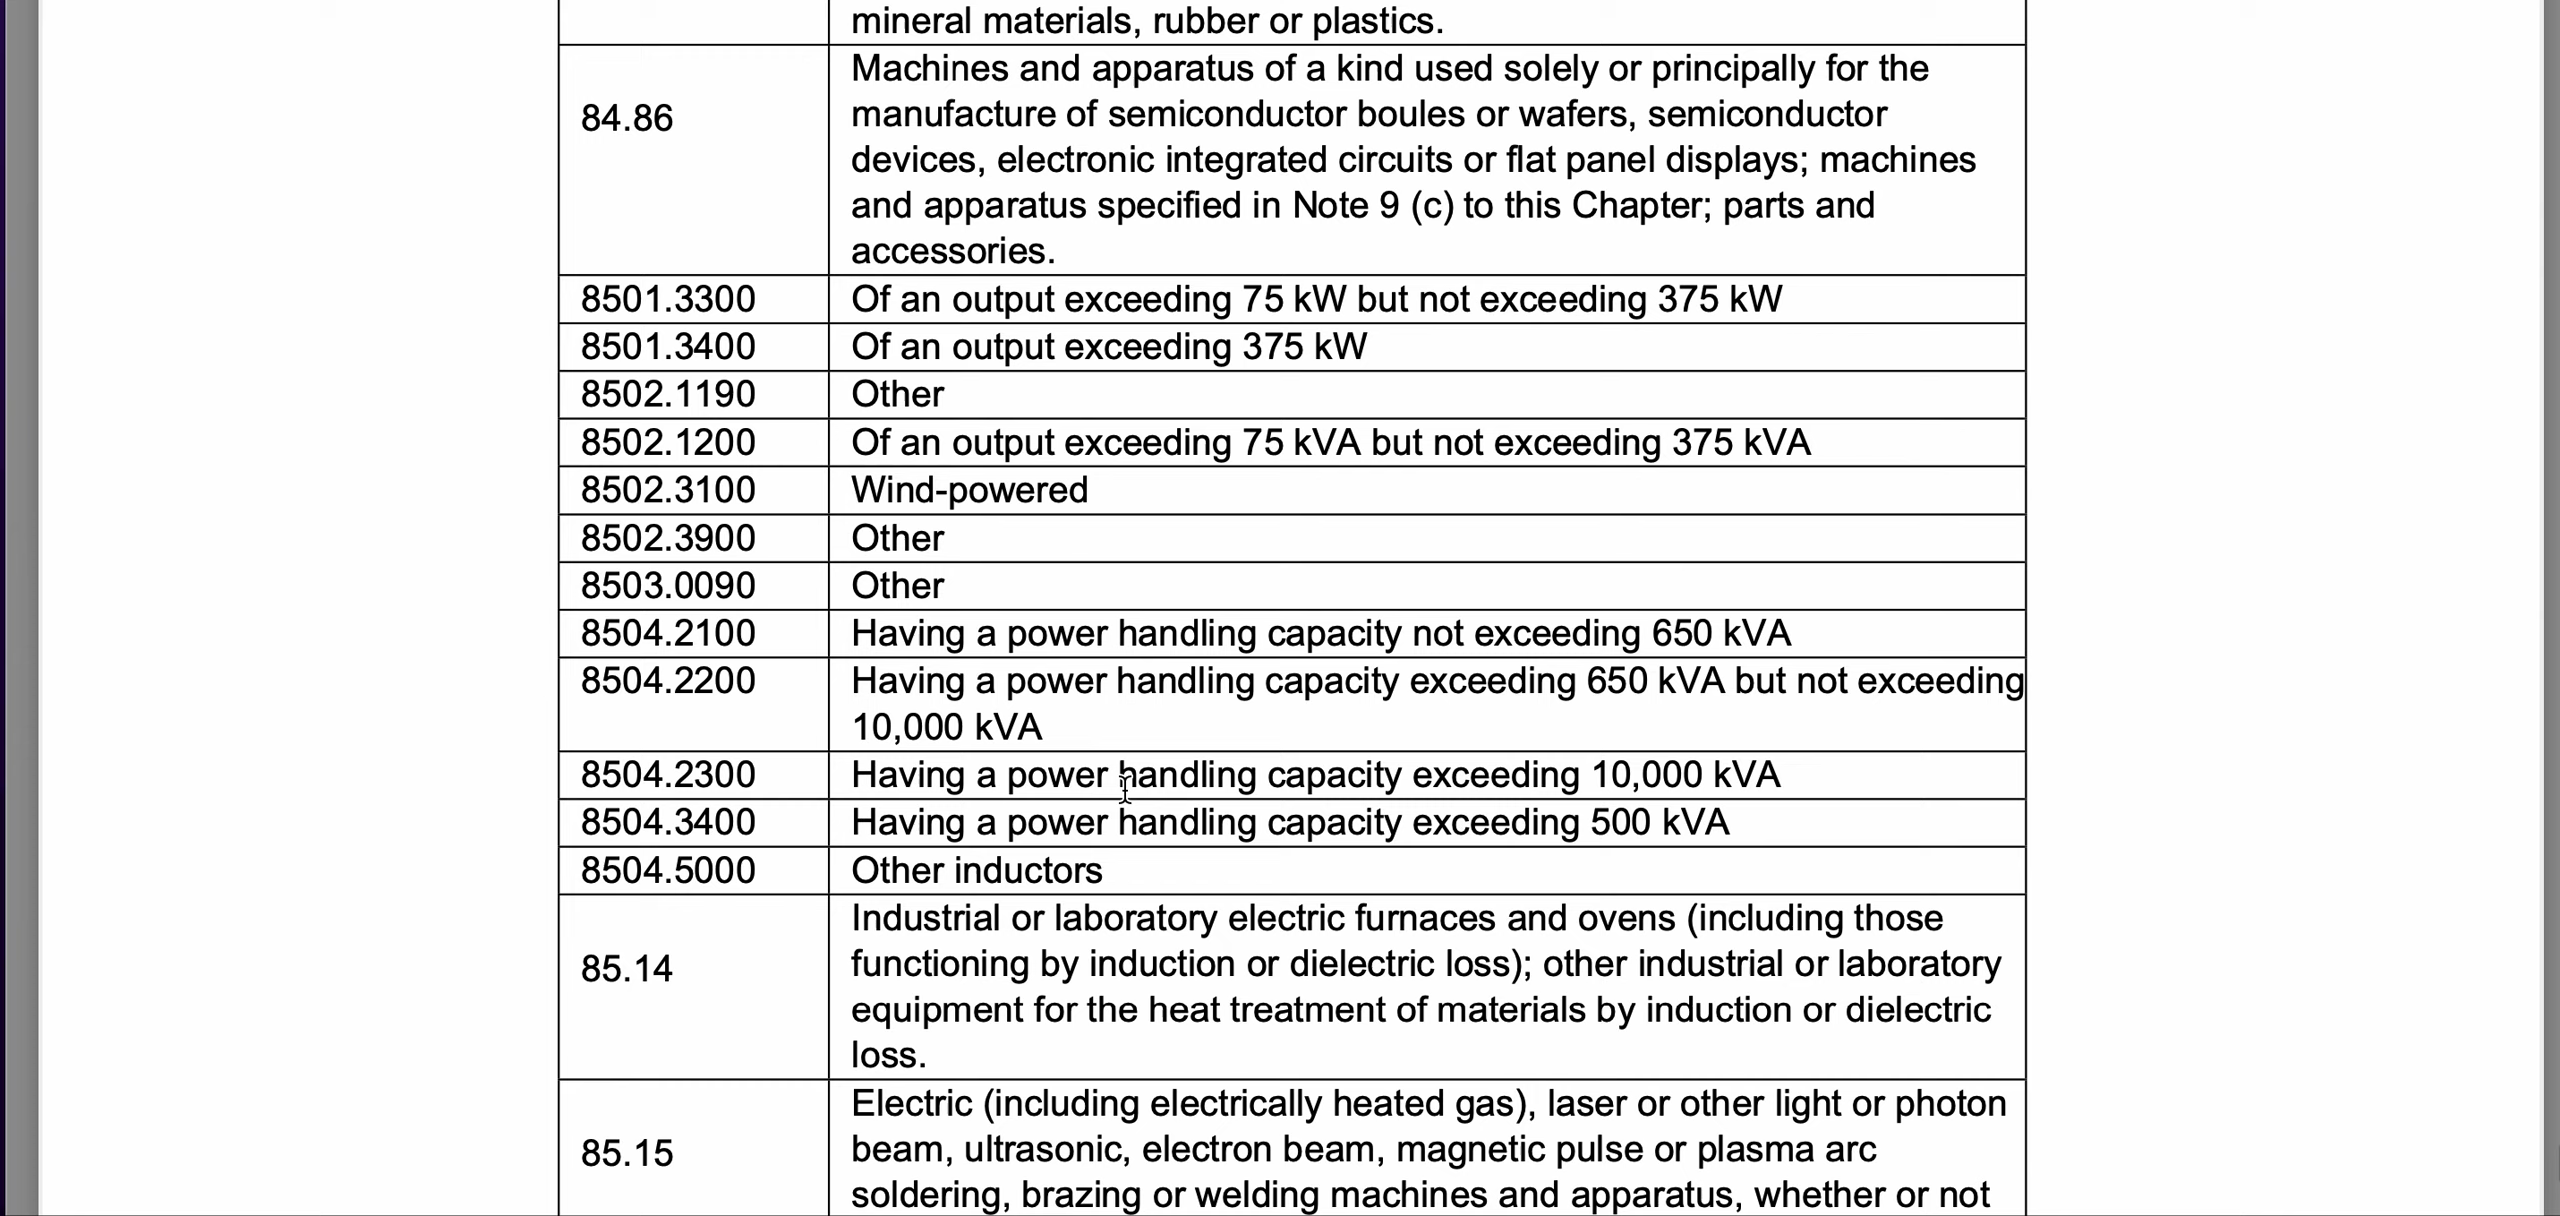 mineral materials, rubber or plastics.
84.86
Machines and apparatus of a kind used solely or principally for the
manufacture of semiconductor boules or wafers, semiconductor
devices, electronic integrated circuits or flat panel displays; machines
and apparatus specified in Note 9 (c) to this Chapter; parts and
accessories.
8501.3300 Of an output exceeding 75 kW but not exceeding 375 kW
8501.3400 Of an output exceeding 375 kW
8502.1190 Other
8502.1200 Of an output exceeding 75 kVA but not exceeding 375 kVA
8502.3100 Wind-powered
8502.3900 Other
8503.0090 Other
8504.2100 Having a power handling capacity not exceeding 650 kVA
8504.2200 Having a power handling capacity exceeding 650 kVA but not exceeding
10,000 kVA
8504.2300 Having a power handling capacity exceeding 10,000 kVA
8504.3400 Having a power handling capacity exceeding 500 kVA
8504.5000 Other inductors
85.14
Industrial or laboratory electric furnaces and ovens (including those
functioning by induction or dielectric loss); other industrial or laboratory
equipment for the heat treatment of materials by induction or dielectric
loss.
85.15
Electric (including electrically heated gas), laser or other light or photon
beam, ultrasonic, electron beam, magnetic pulse or plasma arc
soldering, brazing or welding machines and apparatus, whether or not